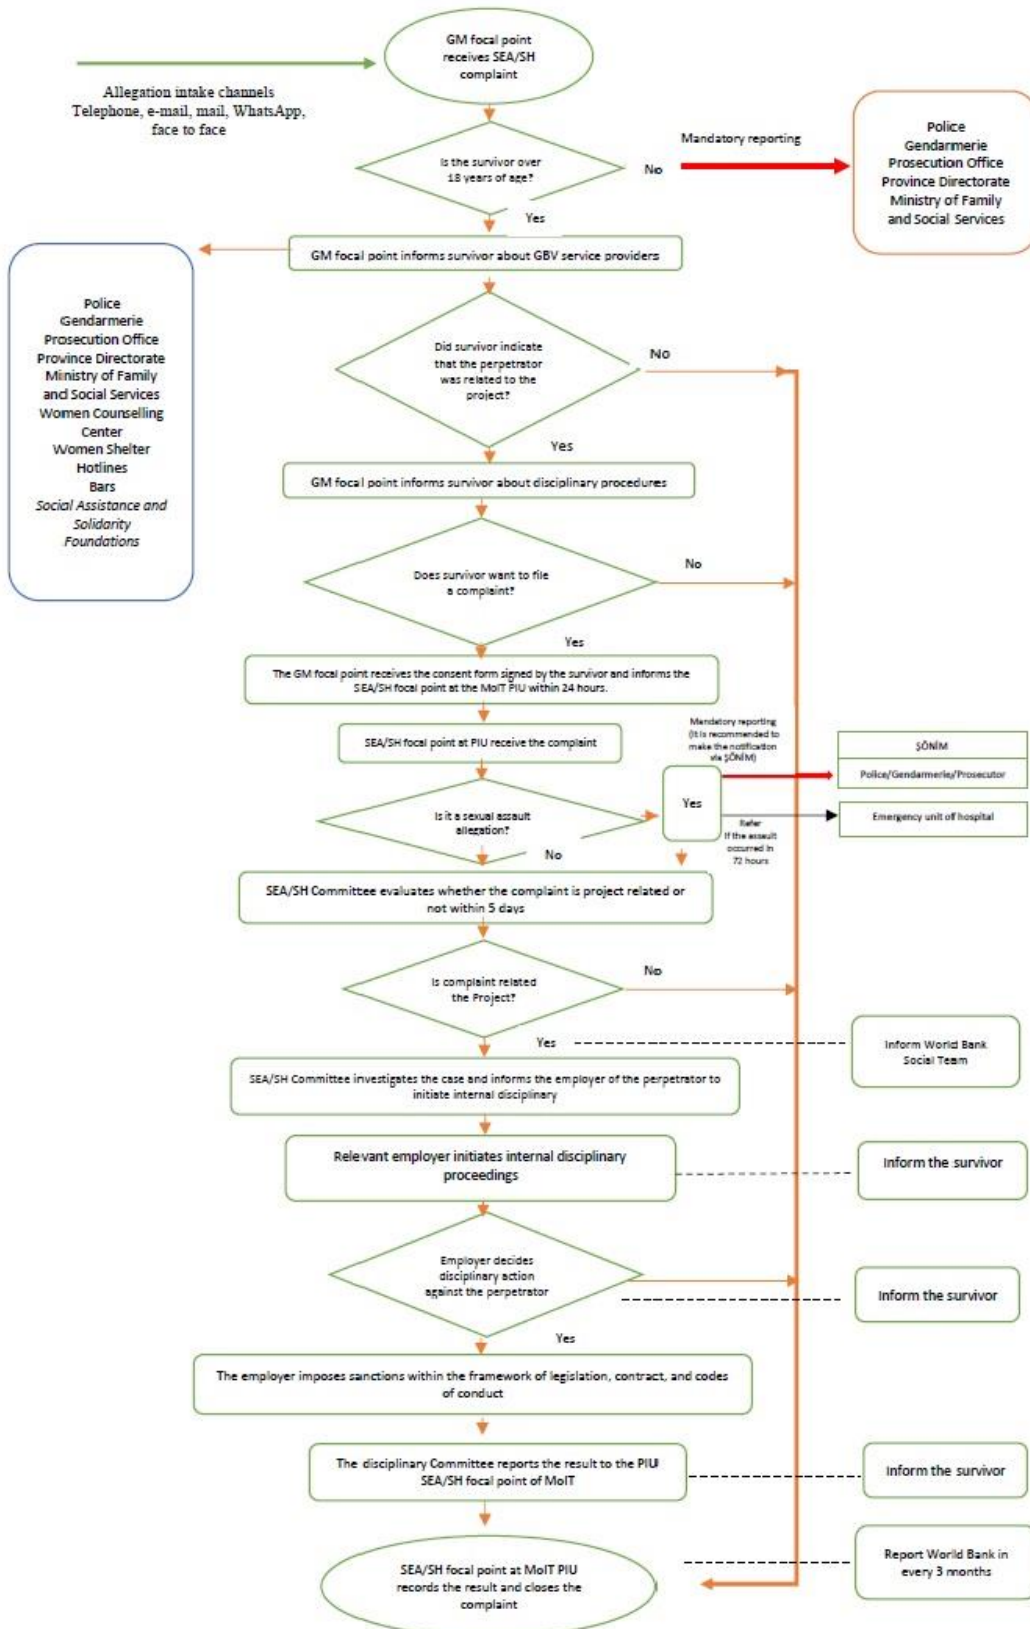 GM focal point
receives SEA/SH
complaint
Allegation intake channels
Telephone, e-mail, mail, WhatsApp,
face to face
Is the survivor over
18 years of age?
No
Mandatory reporting
Police
Gendarmerie
Prosecution Office
Province Directorate
Ministry of Family
and Social Services
Yes
GM focal point informs survivor about GBV service providers
Police
Gendarmerie
Prosecution Office
Province Directorate
Ministry of Family
and Social Services
Women Counselling
Center
Women Shelter
Hotlines
Bars
Social Assistance and
Solidarity
Foundations
Did survivor indicate
that the perpetrator
was related to the
project?
No
Yes
GM focal point informs survivor about disciplinary procedures
Does survivor want to file
a complaint?
No
Yes
The GM focal point receives the consent form signed by the survivor and informs the
SEA/SH focal point at the MoIT PIU within 24 hours.
SEA/SH focal point at PIU receive the complaint
Mandatory reporting
(It is recommended to
make the notification
via ŞÖNİM)
ŞÖNİM
Police/Gendarmerie/Prosecutor
Is it a sexual assault
allegation?
Yes
Refer
If the assault
occurred in
72 hours
Emergency unit of hospital
No
SEA/SH Committee evaluates whether the complaint is project related or
not within 5 days
Is complaint related
the Project?
No
Yes
Inform World Bank
Social Team
SEA/SH Committee investigates the case and informs the employer of the perpetrator to
initiate internal disciplinary
Relevant employer initiates internal disciplinary
proceedings
Inform the survivor
Employer decides
disciplinary action
against the perpetrator
Inform the survivor
Yes
The employer imposes sanctions within the framework of legislation, contract, and codes
of conduct
The disciplinary Committee reports the result to the PIU
SEA/SH focal point of MoIT
Inform the survivor
SEA/SH focal point at MoIT PIU
records the result and closes the
complaint
Report World Bank in
every 3 months